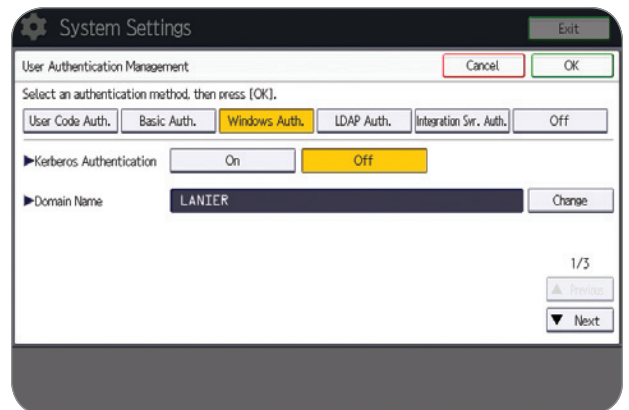 System Settings
Exit
User Authentication Management
Cancel
OK
Select an authentication method, then press [OK].
User Code Auth.
Basic Auth.
Windows Auth.
LDAP Auth.
Integration Svr. Auth.
Off
▶Kerberos Authentication
On
Off
▶Domain Name
LANIER
Change
1/3
▲ Previous
▼ Next